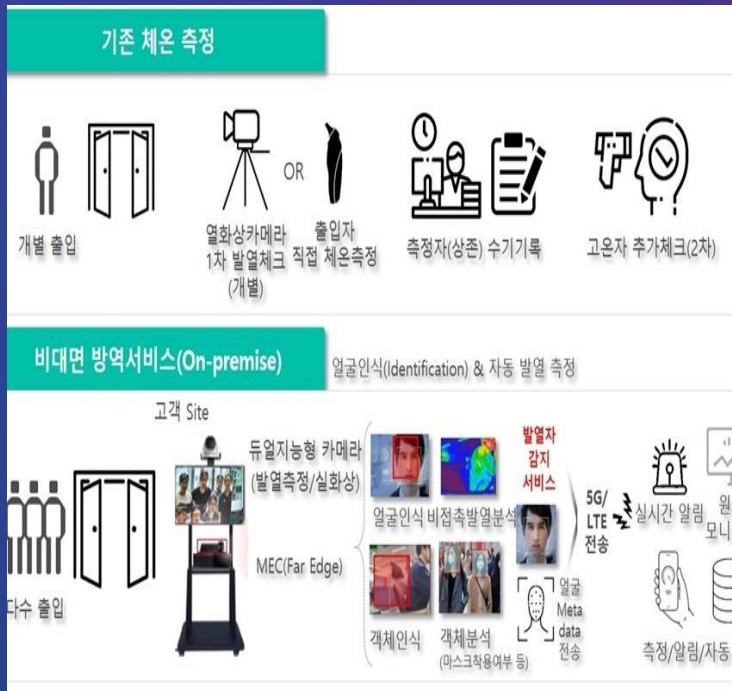 기존 체온 측정
개별 출입
열화상카메라
1차 발열체크
(개별)
OR
출입자
직접 체온측정
측정자(상존) 수기기록
고온자 추가체크(2차)
비대면 방역서비스(On-premise)
얼굴인식(Identification) & 자동 발열 측정
고객 Site
다수 출입
듀얼지능형 카메라
(발열측정/실화상)
MEC(Far Edge)
얼굴인식
비접촉발열분석
객체인식
객체분석
(마스크착용여부 등)
발열자
감지
서비스
얼굴
Meta
data
전송
5G/
LTE
전송
실시간 알림
원
모니
측정/알림/자동